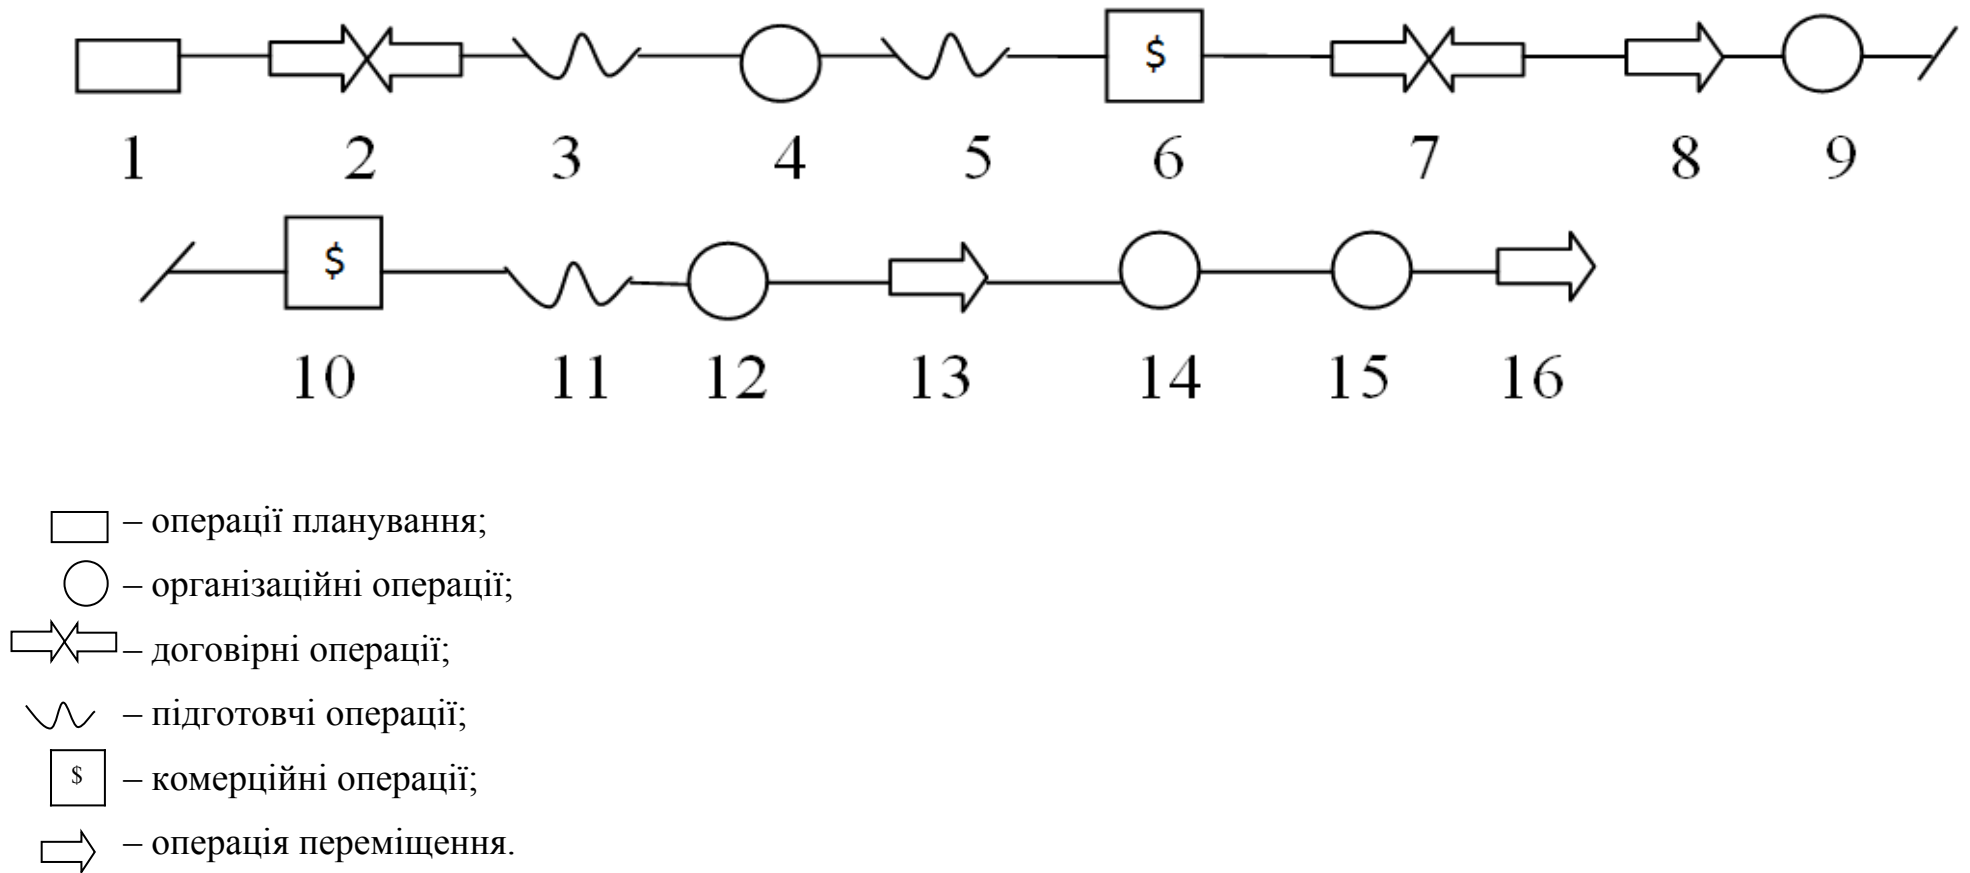 $
1 2 3 4 5 6 7 8 9
$
10 11 12 13 14 15 16
– операції планування;
– організаційні операції;
– договірні операції;
– підготовчі операції;
$ – комерційні операції;
– операція переміщення.